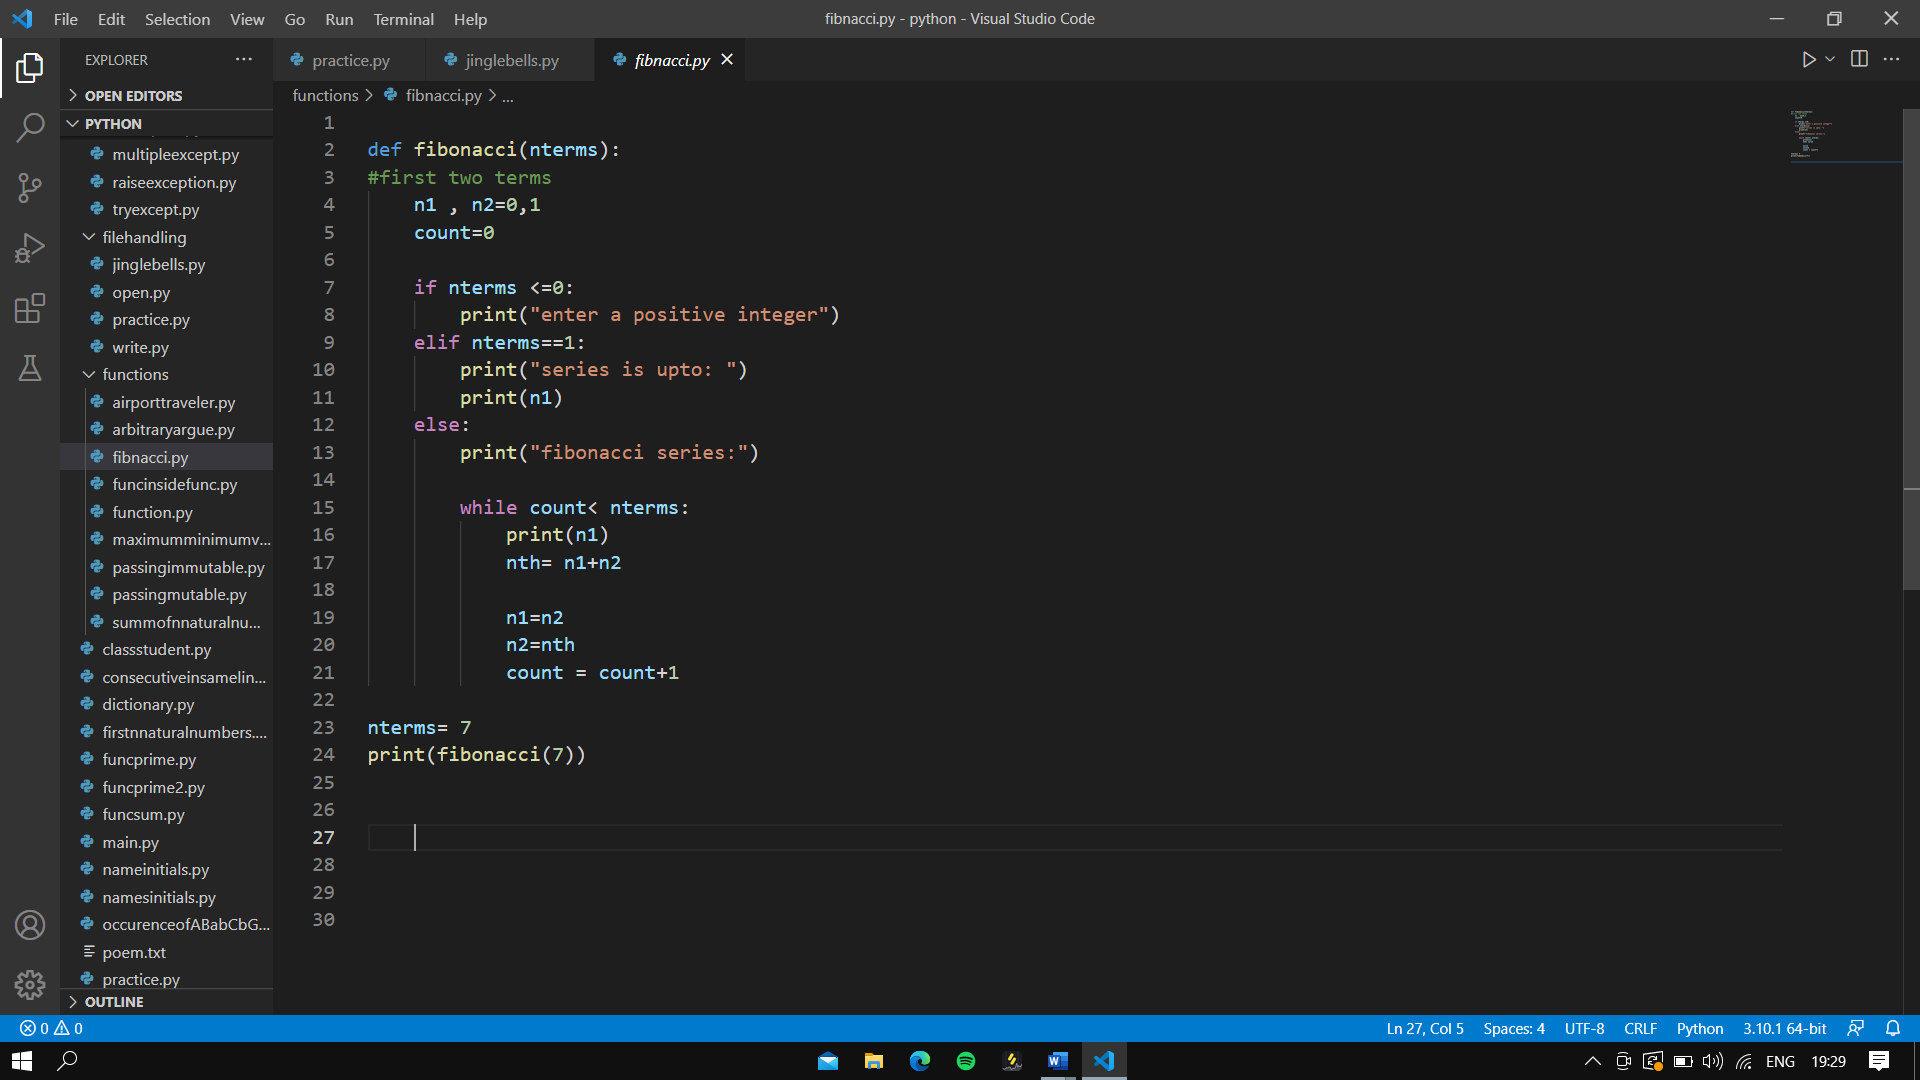 File Edit Selection View Go Run Terminal Help
fibnacci.py - python - Visual Studio Code
EXPLORER
practice.py
jinglebells.py
fibnacci.py
OPEN EDITORS
PYTHON
multipleexcept.py
raiseexception.py
tryexcept.py
filehandling
jinglebells.py
open.py
practice.py
write.py
functions
airporttraveler.py
arbitraryargue.py
fibnacci.py
funcinsidefunc.py
function.py
maximumminimumv...
passingimmutable.py
passingmutable.py
summofnnaturalnu...
classstudent.py
consecutiveinsamelin...
dictionary.py
firstnnaturalnumbers....
funcprime.py
funcprime2.py
funcsum.py
main.py
nameinitials.py
namesinitials.py
occurenceofABabCbG...
poem.txt
practice.py
OUTLINE
functions > fibnacci.py > ...
1
2 def fibonacci(nterms):
3 #first two terms
4     n1 , n2=0,1
5     count=0
6
7     if nterms <=0:
8         print("enter a positive integer")
9     elif nterms==1:
10         print("series is upto: ")
11         print(n1)
12     else:
13         print("fibonacci series:")
14
15         while count< nterms:
16             print(n1)
17             nth= n1+n2
18
19             n1=n2
20             n2=nth
21             count = count+1
22
23 nterms= 7
24 print(fibonacci(7))
25
26
27
28
29
30
0 0
Ln 27, Col 5 Spaces: 4 UTF-8 CRLF Python 3.10.1 64-bit
ENG 19:29